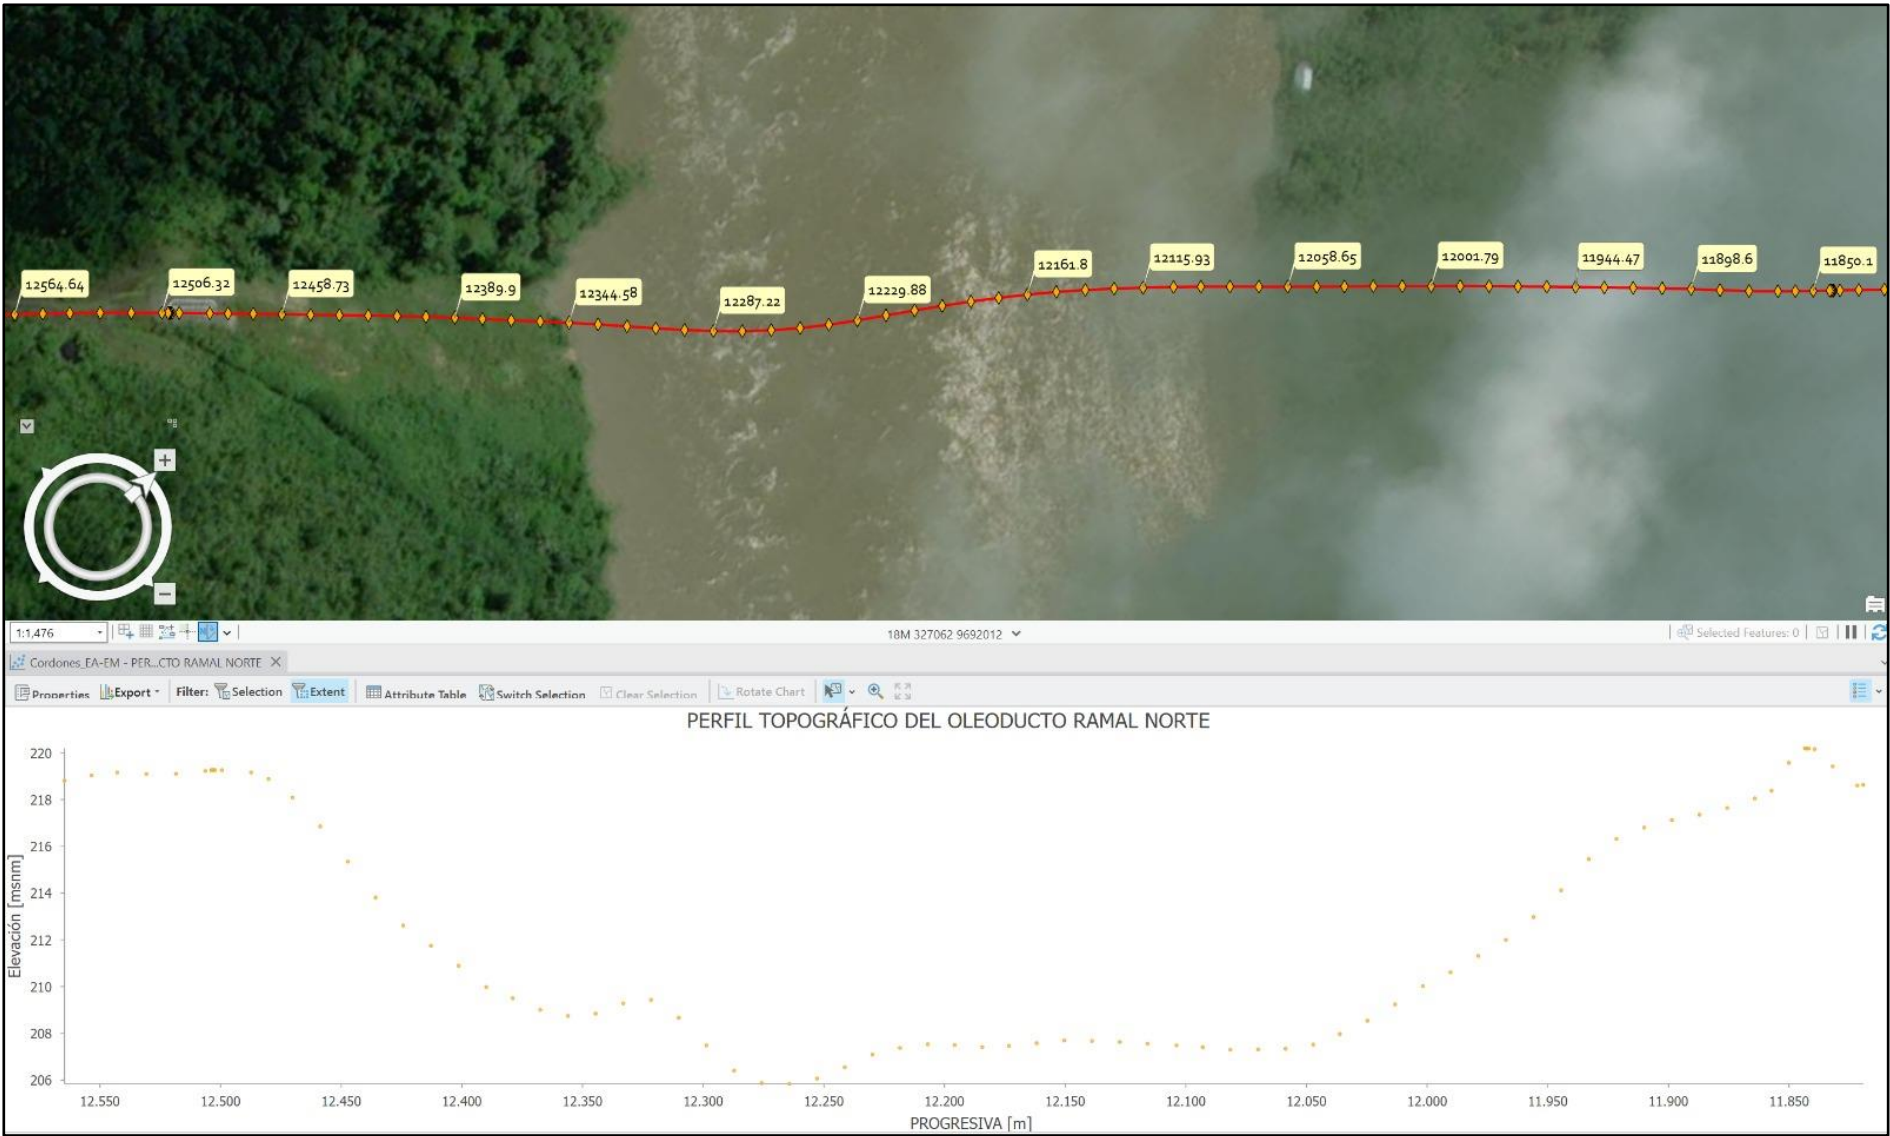 12564.64
12506.32
12458.73
12389.9
12344.58
12287.22
12229.88
12161.8
12115.93
12058.65
12001.79
11944.47
11898.6
11850.1
1:1,476
18M 327062 9692012
Selected Features: 0
Cordones_EA-EM - PER...CTO RAMAL NORTE
Properties Export Filter: Selection Extent Attribute Table Switch Selection Clear Selection Rotate Chart
PERFIL TOPOGRÁFICO DEL OLEODUCTO RAMAL NORTE
Elevación [msnm]
220
218
216
214
212
210
208
206
12.550 12.500 12.450 12.400 12.350 12.300 12.250 12.200 12.150 12.100 12.050 12.000 11.950 11.900 11.850
PROGRESIVA [m]